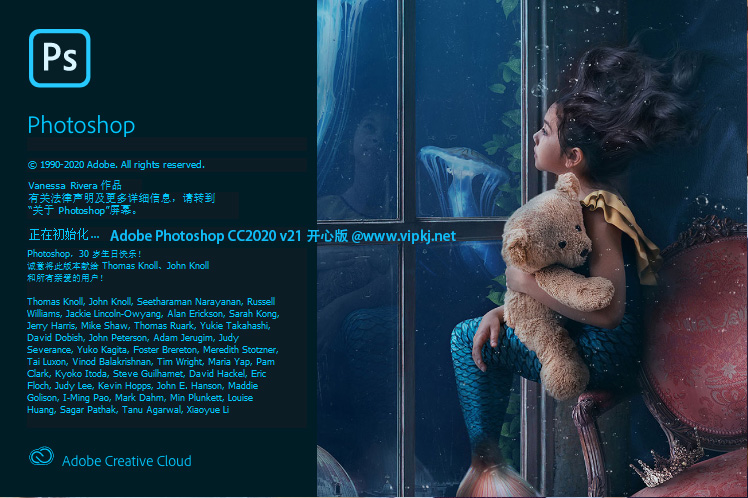 Ps
Photoshop
© 1990-2020 Adobe. All rights reserved.
Vanessa Rivera 作品
有关法律声明及更多详细信息，请转到
“关于 Photoshop”屏幕。
正在初始化... Adobe Photoshop CC2020 v21 开心版 @www.vipkj.net
Photoshop，30 岁生日快乐！
诚意将此版本献给 Thomas Knoll、John Knoll
和所有亲爱的用户！
Thomas Knoll, John Knoll, Seetharaman Narayanan, Russell
Williams, Jackie Lincoln-Owyang, Alan Erickson, Sarah Kong,
Jerry Harris, Mike Shaw, Thomas Ruark, Yukie Takahashi,
David Dobish, John Peterson, Adam Jerugim, Judy
Severance, Yuko Kagita, Foster Brereton, Meredith Stotzner,
Tai Luxon, Vinod Balakrishnan, Tim Wright, Maria Yap, Pam
Clark, Kyoko Itoda, Steve Guilhamet, David Hackel, Eric
Floch, Judy Lee, Kevin Hopps, John E. Hanson, Maddie
Golison, I-Ming Pao, Mark Dahm, Min Plunkett, Louise
Huang, Sagar Pathak, Tanu Agarwal, Xiaoyue Li
Adobe Creative Cloud